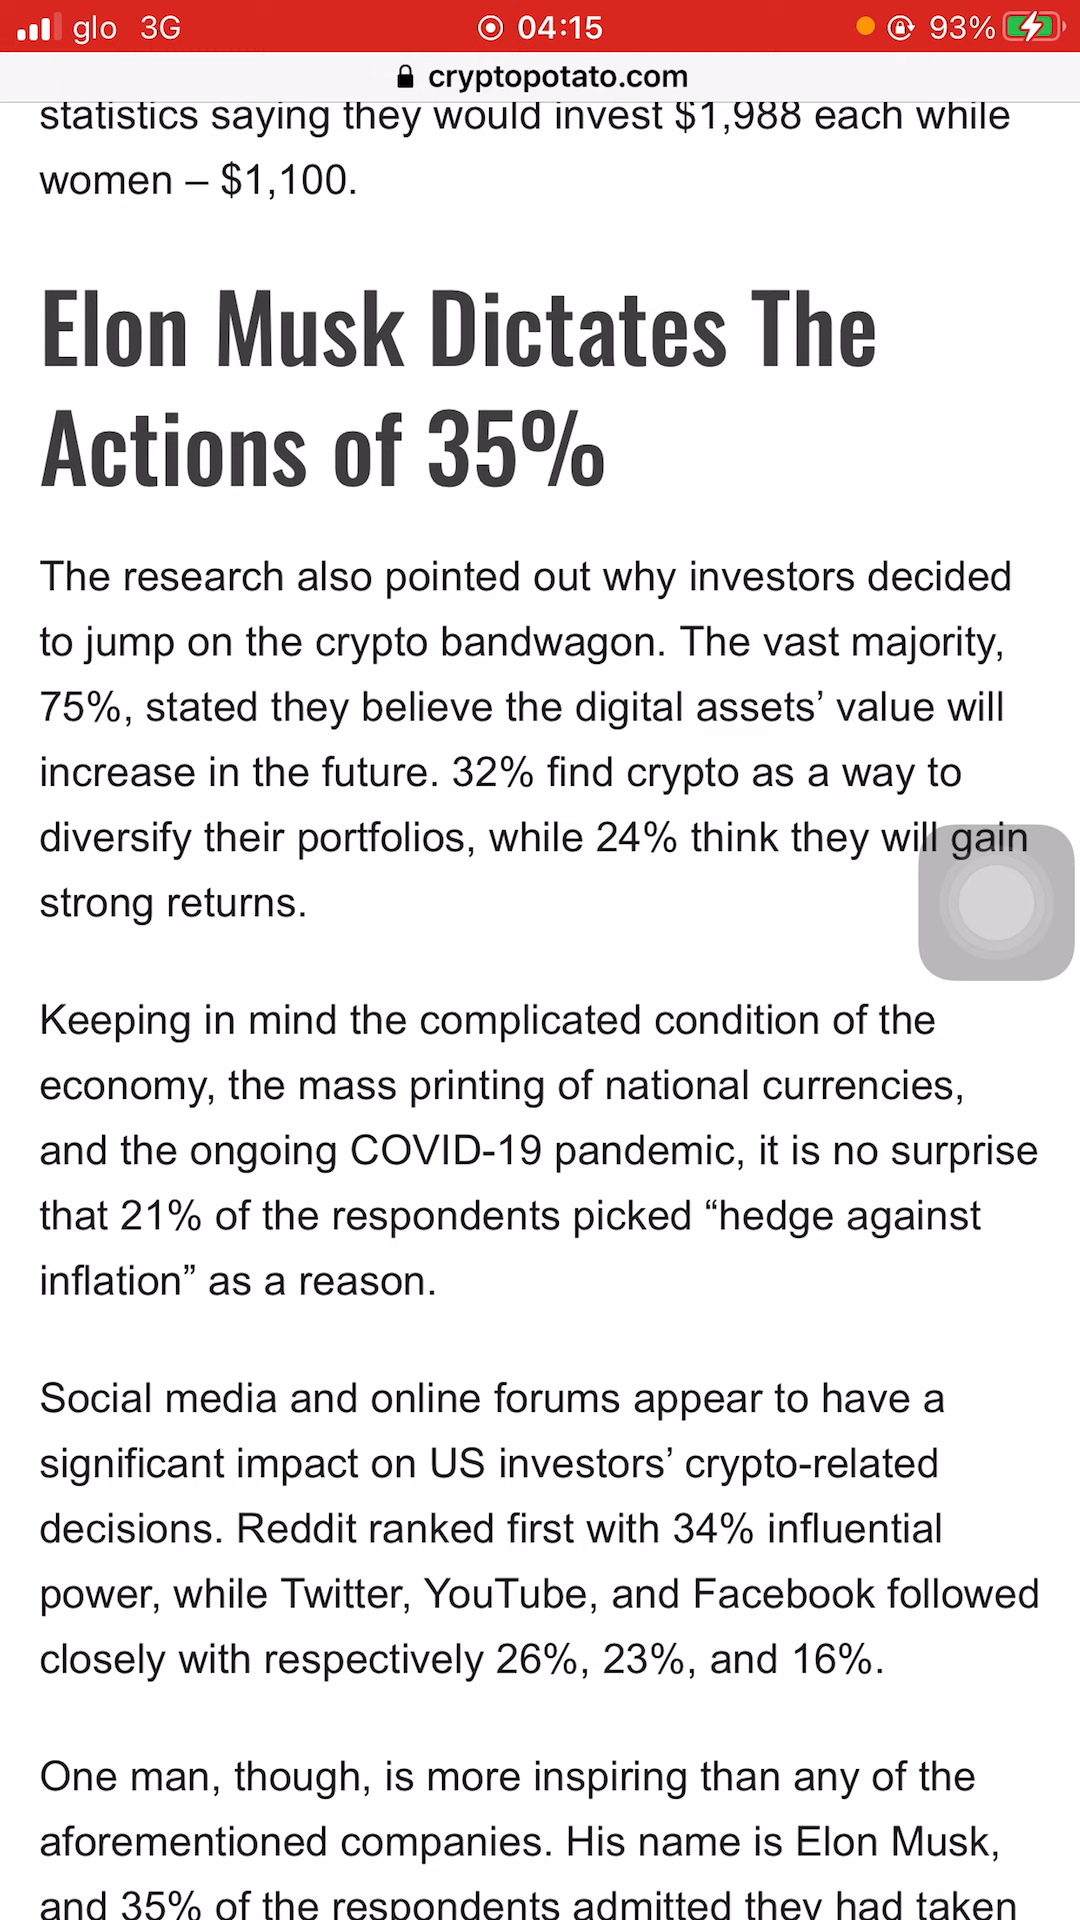 glo 3G 04:15 93%
cryptopotato.com
statistics saying they would invest $1,988 each while
women – $1,100.
Elon Musk Dictates The
Actions of 35%
The research also pointed out why investors decided
to jump on the crypto bandwagon. The vast majority,
75%, stated they believe the digital assets’ value will
increase in the future. 32% find crypto as a way to
diversify their portfolios, while 24% think they will gain
strong returns.
Keeping in mind the complicated condition of the
economy, the mass printing of national currencies,
and the ongoing COVID-19 pandemic, it is no surprise
that 21% of the respondents picked “hedge against
inflation” as a reason.
Social media and online forums appear to have a
significant impact on US investors’ crypto-related
decisions. Reddit ranked first with 34% influential
power, while Twitter, YouTube, and Facebook followed
closely with respectively 26%, 23%, and 16%.
One man, though, is more inspiring than any of the
aforementioned companies. His name is Elon Musk,
and 35% of the respondents admitted they had taken